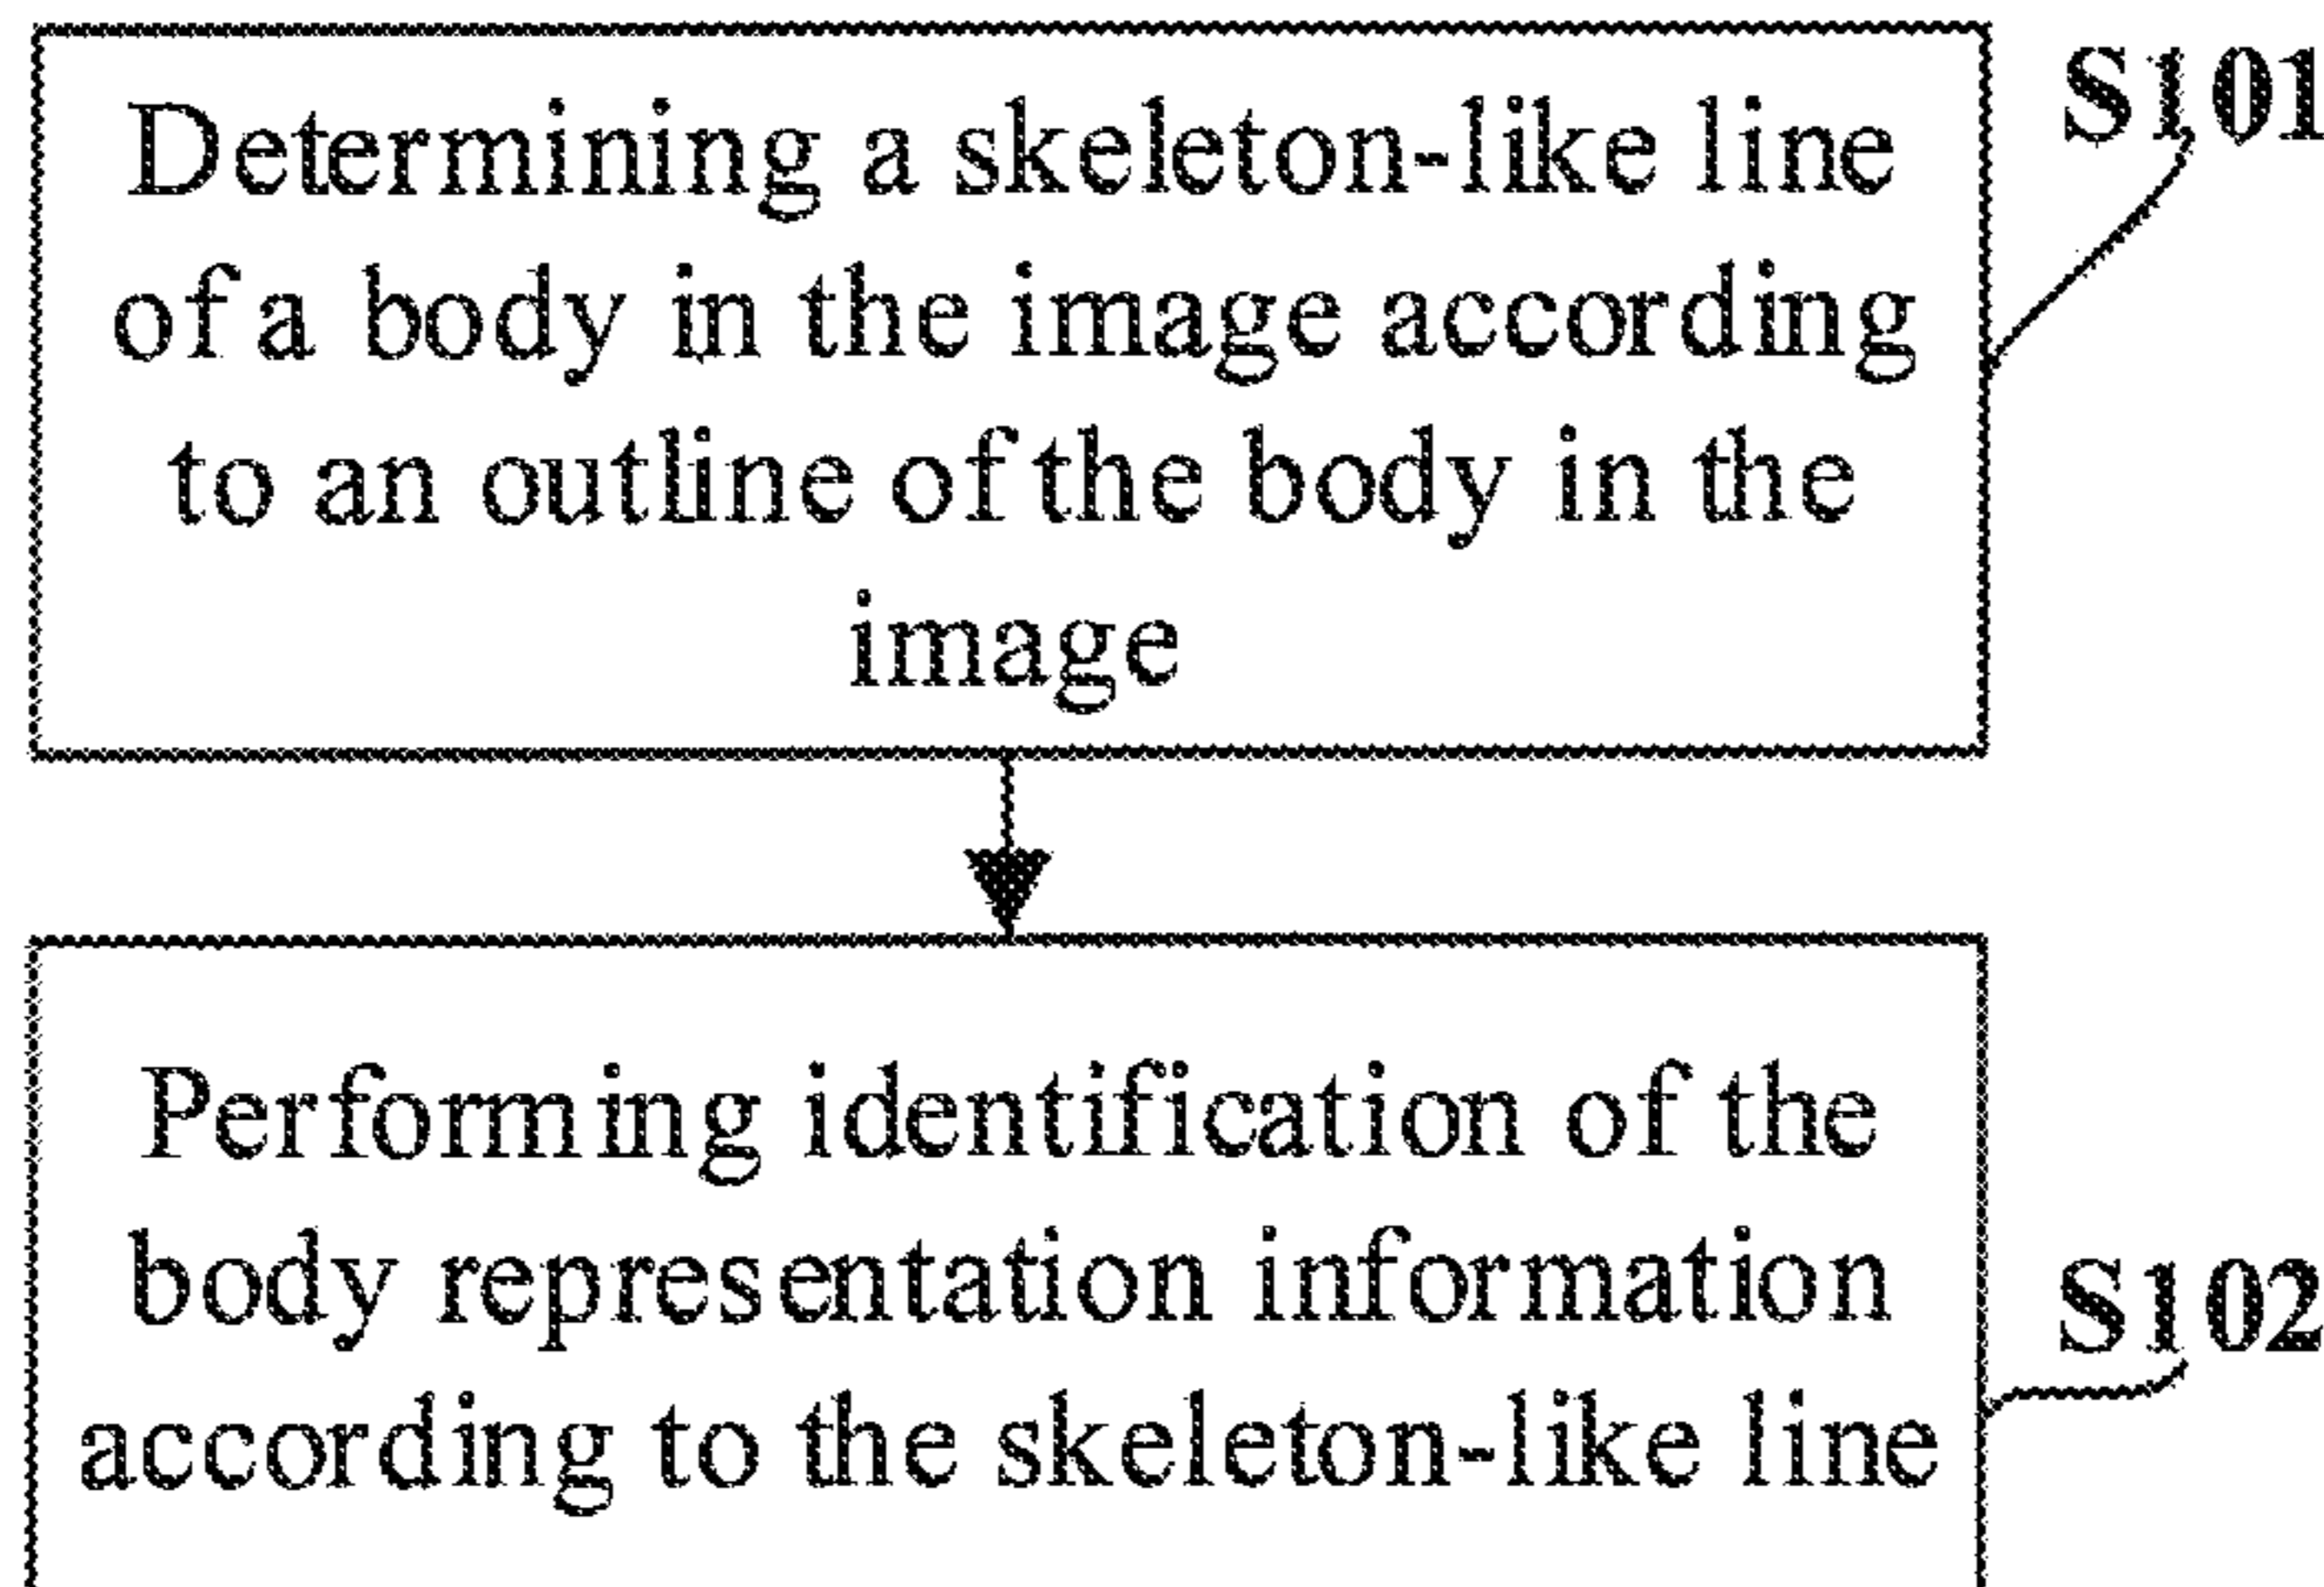 Determining a skeleton-like line
of a body in the image according
to an outline of the body in the
image
S101
Performing identification of the
body representation information
according to the skeleton-like line
S102